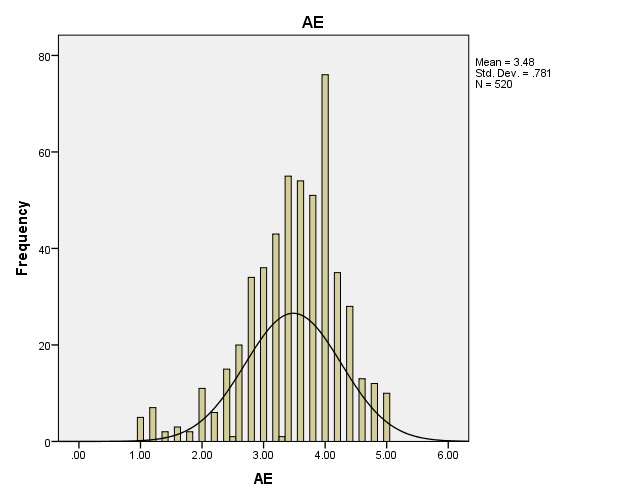 AE
Mean = 3.48
Std. Dev. = .781
N = 520
80
60
40
20
0
Frequency
.00 1.00 2.00 3.00 4.00 5.00 6.00
AE